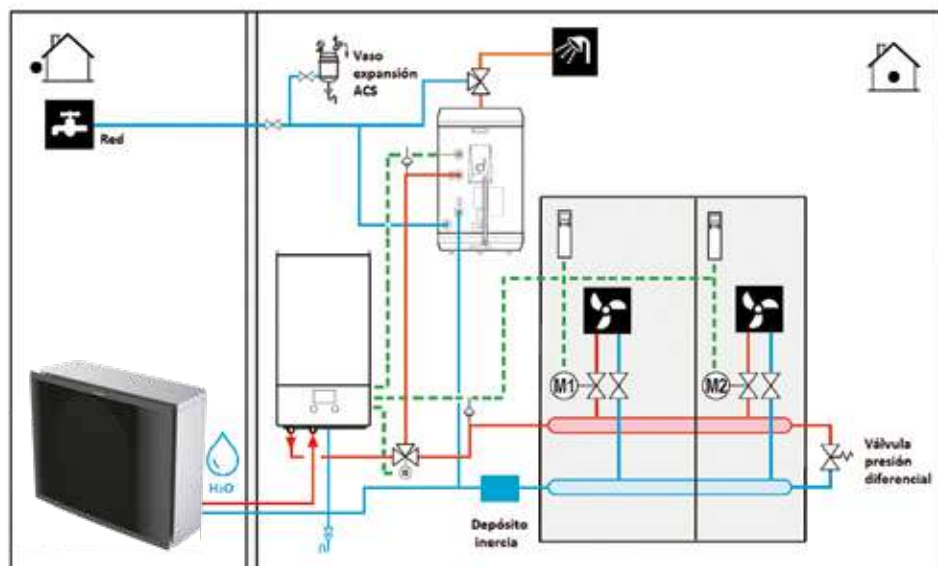 Vaso
expansión
ACS
Red
H₂O
M1
M2
Válvula
presión
diferencial
Depósito
inercia